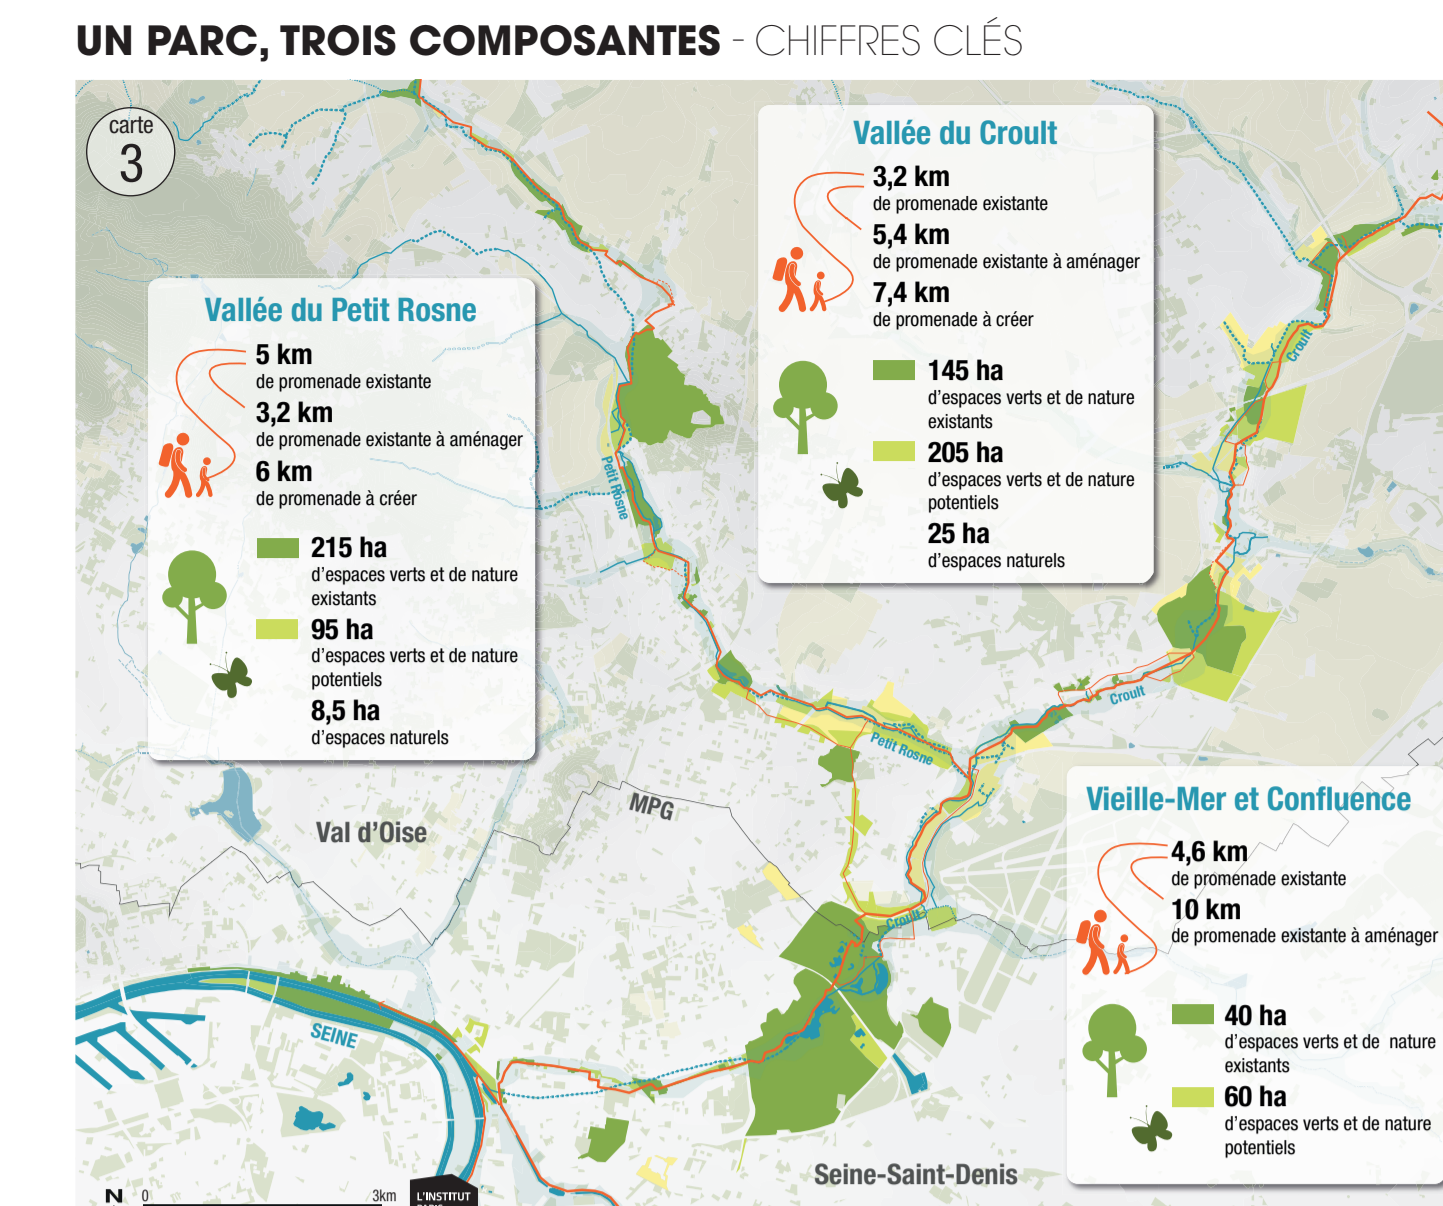 UN PARC, TROIS COMPOSANTES - CHIFFRES CLÉS
carte
3
Vallée du Croult
3,2 km
de promenade existante
5,4 km
de promenade existante à aménager
7,4 km
de promenade à créer
145 ha
d'espaces verts et de nature
existants
205 ha
d'espaces verts et de nature
potentiels
25 ha
d'espaces naturels
Vallée du Petit Rosne
5 km
de promenade existante
3,2 km
de promenade existante à aménager
6 km
de promenade à créer
215 ha
d'espaces verts et de nature
existants
95 ha
d'espaces verts et de nature
potentiels
8,5 ha
d'espaces naturels
Croult
Petit Rosne
Croult
Petit Rosne
MPG
Val d'Oise
Croult
SEINE
Vieille-Mer et Confluence
4,6 km
de promenade existante
10 km
de promenade existante à aménager
40 ha
d'espaces verts et de nature
existants
60 ha
d'espaces verts et de nature
potentiels
Seine-Saint-Denis
N
0
3km
L'INSTITUT